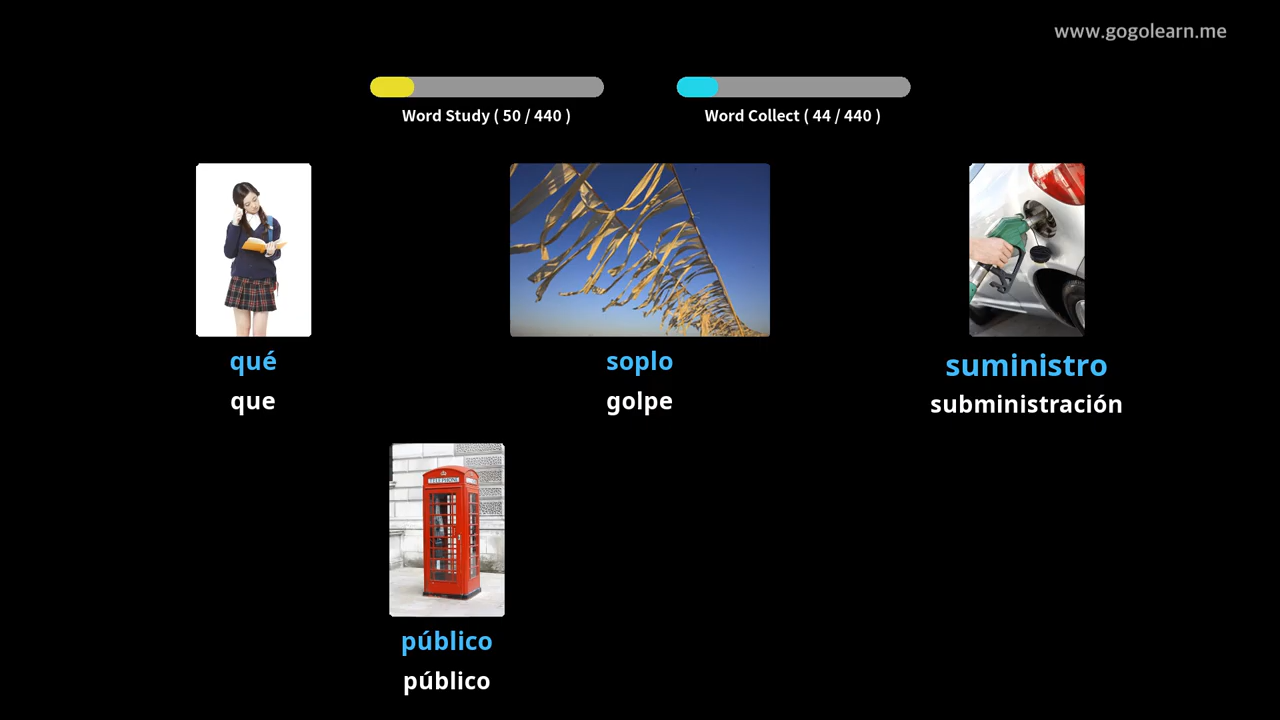 www.gogolearn.me
Word Study ( 50 / 440 )
Word Collect ( 44 / 440 )
qué
que
soplo
golpe
suministro
subministración
TELEPHONE
público
público